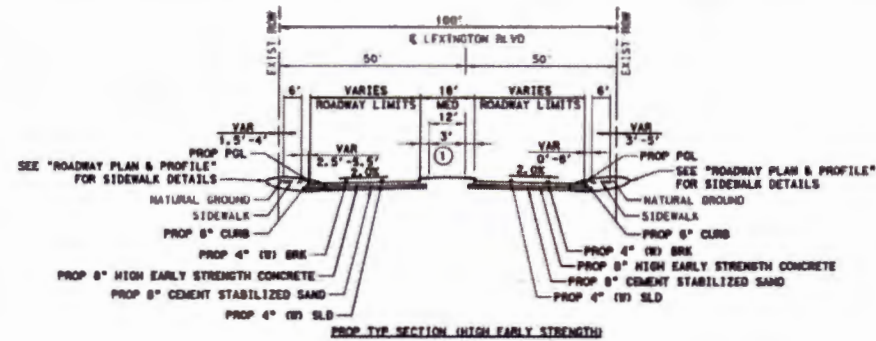 100'
℄ LEXINGTON BLVD
EXIST ROW
EXIST ROW
50' 50'
6' VARIES 18' VARIES 6'
ROADWAY LIMITS MED ROADWAY LIMITS
12'
VAR
1.5'-4'
3'
VAR
3'-5'
VAR
2.5'-5.5'
VAR
0'-6'
1
PROP PGL
PROP PGL
2.0%
2.0%
SEE "ROADWAY PLAN & PROFILE"
FOR SIDEWALK DETAILS
SEE "ROADWAY PLAN & PROFILE"
FOR SIDEWALK DETAILS
NATURAL GROUND
NATURAL GROUND
SIDEWALK
SIDEWALK
PROP 6" CURB
PROP 6" CURB
PROP 4" (W) BRK
PROP 4" (W) BRK
PROP 8" HIGH EARLY STRENGTH CONCRETE
PROP 8" HIGH EARLY STRENGTH CONCRETE
PROP 8" CEMENT STABILIZED SAND
PROP 8" CEMENT STABILIZED SAND
PROP 4" (W) SLD
PROP 4" (W) SLD
PROP TYP SECTION (HIGH EARLY STRENGTH)